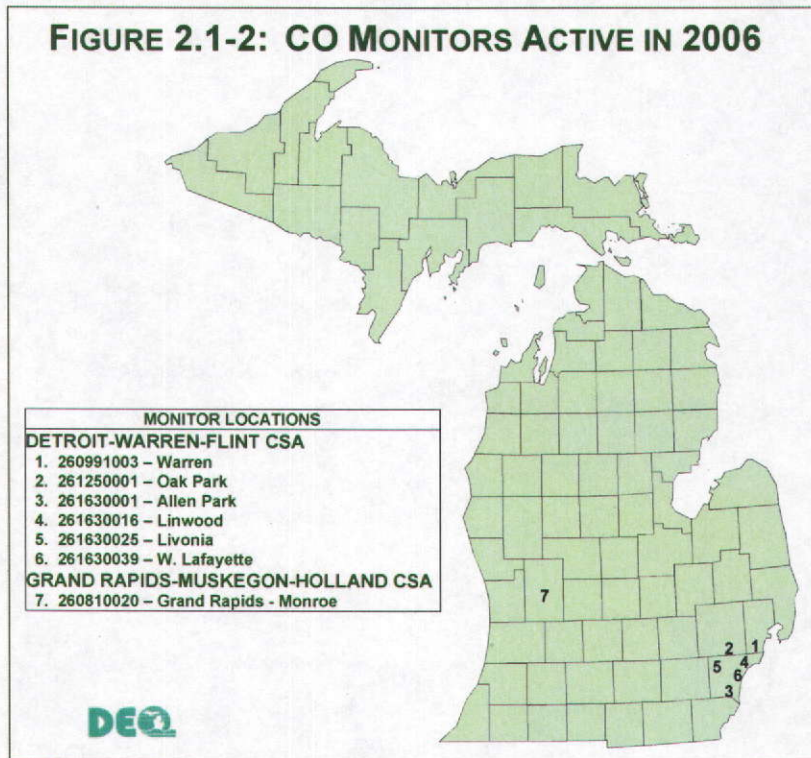 FIGURE 2.1-2: CO MONITORS ACTIVE IN 2006
MONITOR LOCATIONS
DETROIT-WARREN-FLINT CSA
1. 260991003 – Warren
2. 261250001 – Oak Park
3. 261630001 – Allen Park
4. 261630016 – Linwood
5. 261630025 – Livonia
6. 261630039 – W. Lafayette
GRAND RAPIDS-MUSKEGON-HOLLAND CSA
7. 260810020 – Grand Rapids - Monroe
7
2 1
5 4
6
3
DEQ